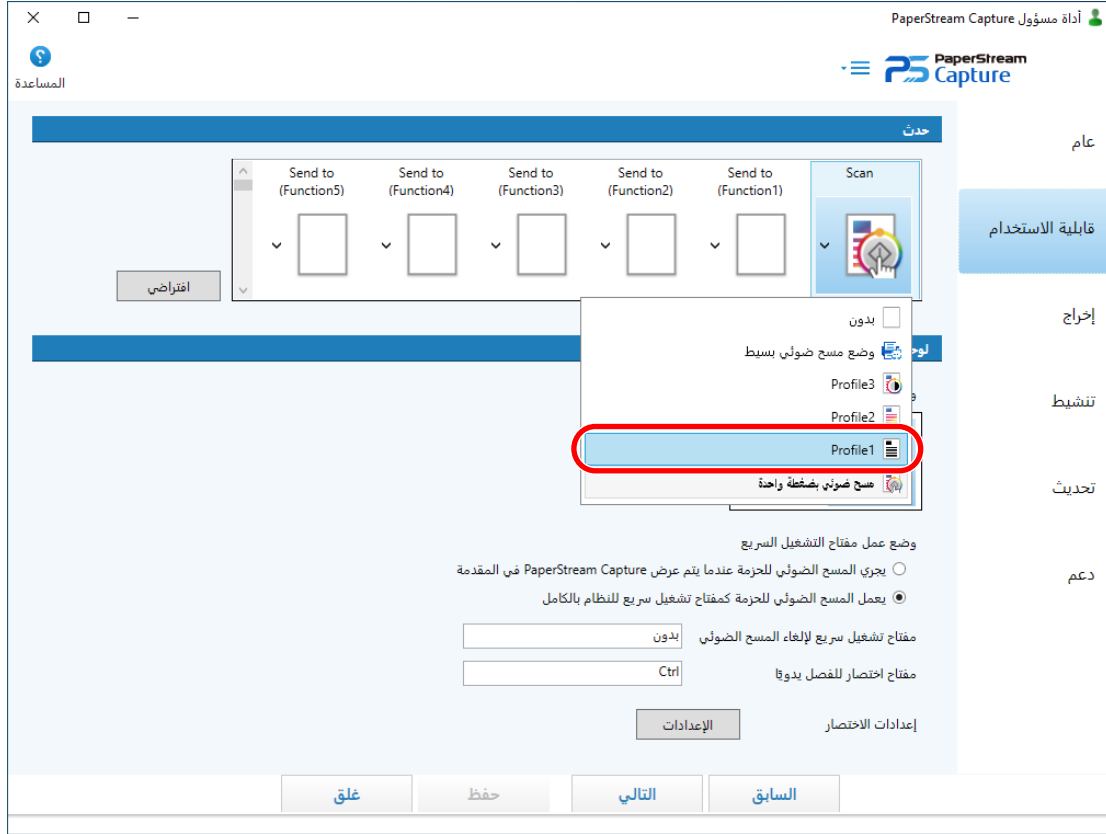 أداة مسؤول PaperStream Capture
PaperStream
Capture
المساعدة
عام
قابلية الاستخدام
إخراج
تنشيط
تحديث
دعم
حدث
Scan
Send to
(Function1)
Send to
(Function2)
Send to
(Function3)
Send to
(Function4)
Send to
(Function5)
افتراضي
بدون
وضع مسح ضوئي بسيط
Profile3
Profile2
Profile1
مسح ضوئي بضغطة واحدة
وضع عمل مفتاح التشغيل السريع
يجري المسح الضوئي للحزمة عندما يتم عرض PaperStream Capture في المقدمة
يعمل المسح الضوئي للحزمة كمفتاح تشغيل سريع للنظام بالكامل
مفتاح تشغيل سريع لإلغاء المسح الضوئي بدون
مفتاح اختصار للفصل يدويًا Ctrl
إعدادات الاختصار الإعدادات
السابق التالي حفظ غلق